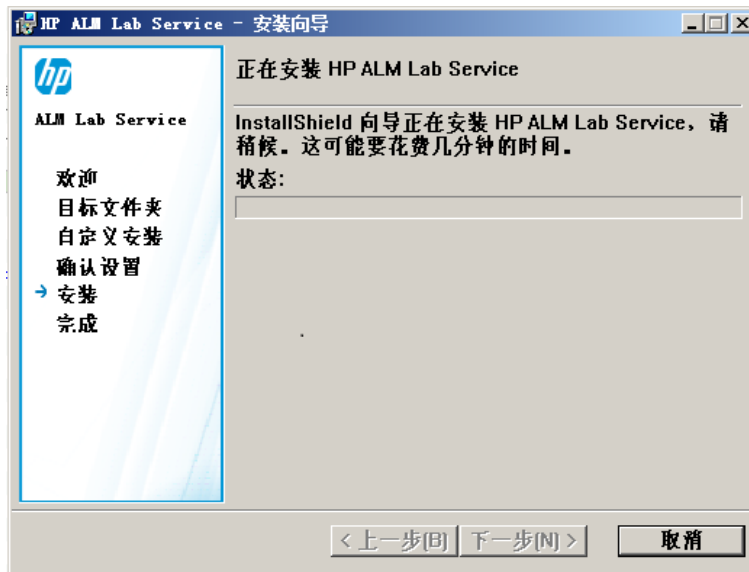 HP ALM Lab Service - 安装向导
hp
ALM Lab Service
欢迎
目标文件夹
自定义安装
确认设置
安装
完成
正在安装 HP ALM Lab Service
InstallShield 向导正在安装 HP ALM Lab Service，请
稍候。这可能要花费几分钟的时间。
状态:
< 上一步(B)
下一步(N) >
取消